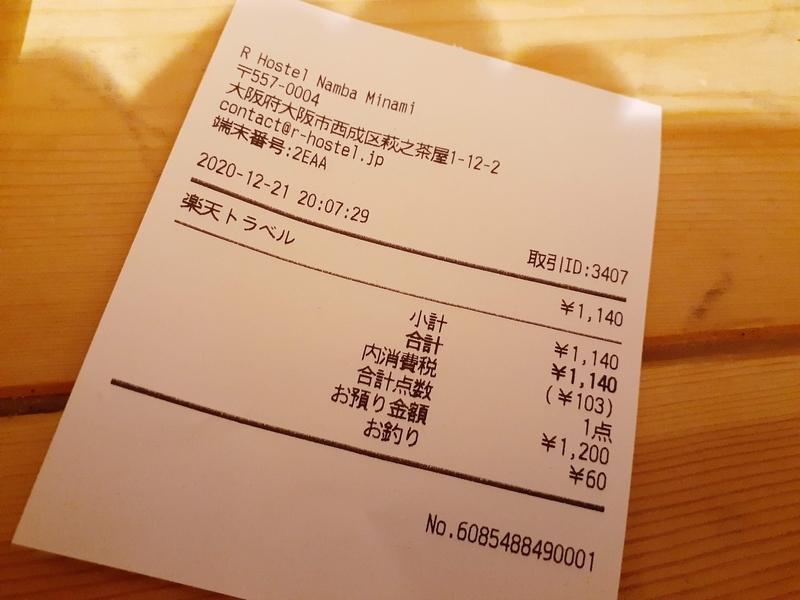 R Hostel Namba Minami
〒557-0004
大阪府大阪市西成区萩之茶屋1-12-2
contact@r-hostel.jp
端末番号:2EAA
2020-12-21 20:07:29
取引ID:3407
楽天トラベル
¥1,140
小計 ¥1,140
合計 ¥1,140
内消費税 (¥103)
合計点数 1点
お預り金額 ¥1,200
お釣り ¥60
No.6085488490001